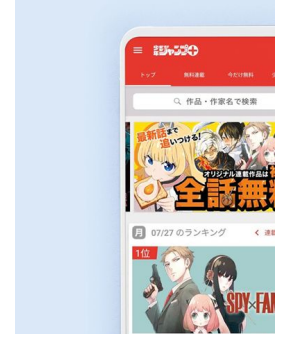 少年ジャンプ+
トップ 無料連載 今だけ無料
作品・作家名で検索
最新話まで
追いつける!
オリジナル連載作品は
全話無料
月 07/27 のランキング < 連載
1位
SPY×FAM